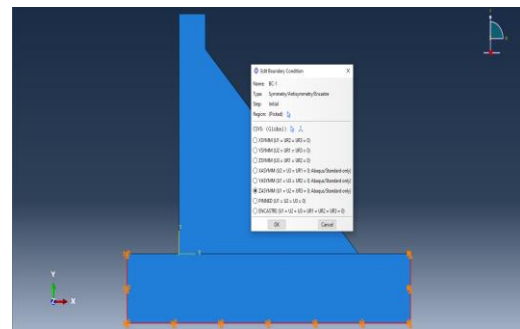 Edit Boundary Condition
Name: BC-1
Type: Symmetry/Antisymmetry/Encastre
Step: Initial
Region: (Picked)
CSYS: (Global)
XSYMM (U1 = UR2 = UR3 = 0)
YSYMM (U2 = UR1 = UR3 = 0)
ZSYMM (U3 = UR1 = UR2 = 0)
XASYMM (U2 = U3 = UR1 = 0; Abaqus/Standard only)
YASYMM (U1 = U3 = UR2 = 0; Abaqus/Standard only)
ZASYMM (U1 = U2 = UR3 = 0; Abaqus/Standard only)
PINNED (U1 = U2 = U3 = 0)
ENCASTRE (U1 = U2 = U3 = UR1 = UR2 = UR3 = 0)
OK Cancel
Y
Z X